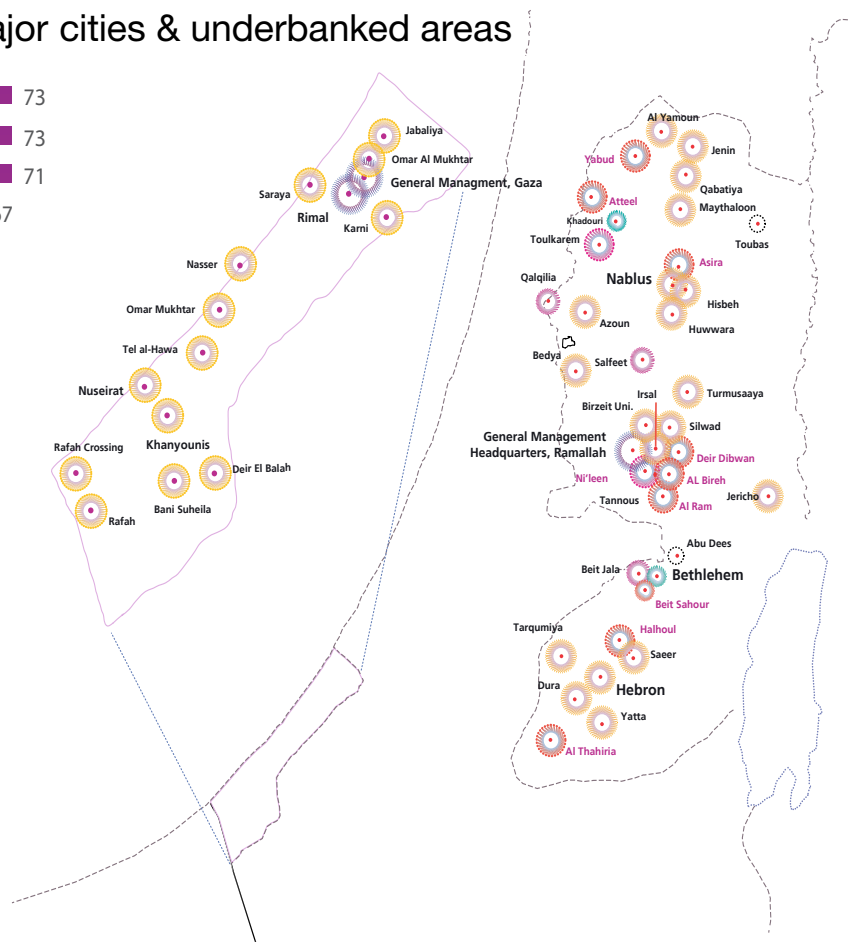 ajor cities & underbanked areas
73
73
71
57
Jabaliya
Omar Al Mukhtar
General Managment, Gaza
Saraya
Rimal
Karni
Nasser
Omar Mukhtar
Tel al-Hawa
Nuseirat
Khanyounis
Rafah Crossing
Deir El Balah
Bani Suheila
Rafah
Al Yamoun
Jenin
Yabud
Qabatiya
Atteel
Maythaloon
Khadouri
Toubas
Toulkarem
Asira
Nablus
Qalqilia
Hisbeh
Azoun
Huwwara
Bedya
Salfeet
Irsal
Turmusaaya
Birzeit Uni.
Silwad
General Management
Headquarters, Ramallah
Deir Dibwan
Ni'leen
AL Bireh
Tannous
Al Ram
Jericho
Abu Dees
Beit Jala
Bethlehem
Beit Sahour
Tarqumiya
Halhoul
Saeer
Dura
Hebron
Yatta
Al Thahiria